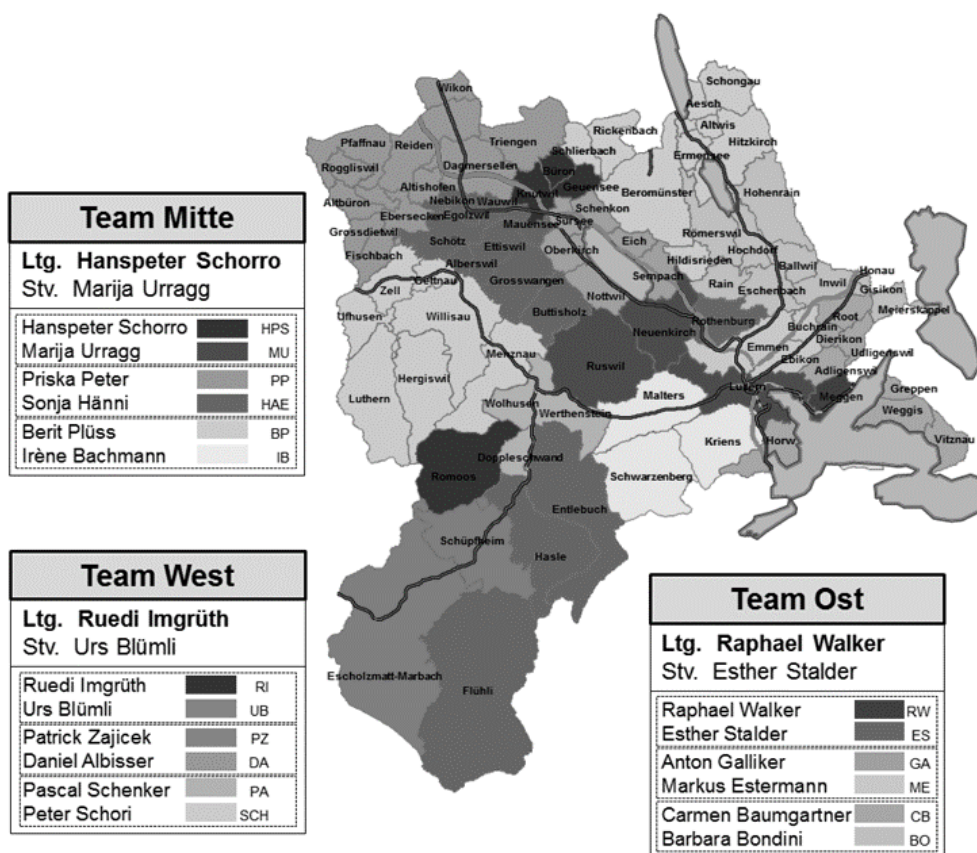 Schongau
Aesch
Wikon
Altwis
Rickenbach
Hitzkirch
Pfaffnau
Reiden
Triengen
Schlierbach
Ermensee
Roggliswil
Dagmersellen
Büron
Altishofen
Knutwil
Geuensee
Beromünster
Hohenrain
Altbüron
Nebikon
Wauwil
Schenkon
Ebersecken
Egolzwil
Mauensee
Sursee
Römerswil
Grossdietwil
Schötz
Ettiswil
Oberkirch
Eich
Hochdorf
Fischbach
Alberswil
Hildisrieden
Ballwil
Honau
Gettnau
Grosswangen
Sempach
Rain
Eschenbach
Inwil
Gisikon
Zell
Nottwil
Meierskappel
Ufhusen
Willisau
Buttisholz
Rothenburg
Root
Neuenkirch
Buchrain
Dierikon
Menznau
Emmen
Ebikon
Udligenswil
Hergiswil
Ruswil
Adligenswil
Luthern
Malters
Luzern
Meggen
Greppen
Wolhusen
Werthenstein
Weggis
Kriens
Horw
Vitznau
Doppleschwand
Romoos
Schwarzenberg
Entlebuch
Schüpfheim
Hasle
Escholzmatt-Marbach
Flühli
Team Mitte
Ltg. Hanspeter Schorro
Stv. Marija Urragg
Hanspeter Schorro HPS
Marija Urragg MU
Priska Peter PP
Sonja Hänni HAE
Berit Plüss BP
Irène Bachmann IB
Team West
Ltg. Ruedi Imgrüth
Stv. Urs Blümli
Ruedi Imgrüth RI
Urs Blümli UB
Patrick Zajicek PZ
Daniel Albisser DA
Pascal Schenker PA
Peter Schori SCH
Team Ost
Ltg. Raphael Walker
Stv. Esther Stalder
Raphael Walker RW
Esther Stalder ES
Anton Galliker GA
Markus Estermann ME
Carmen Baumgartner CB
Barbara Bondini BO